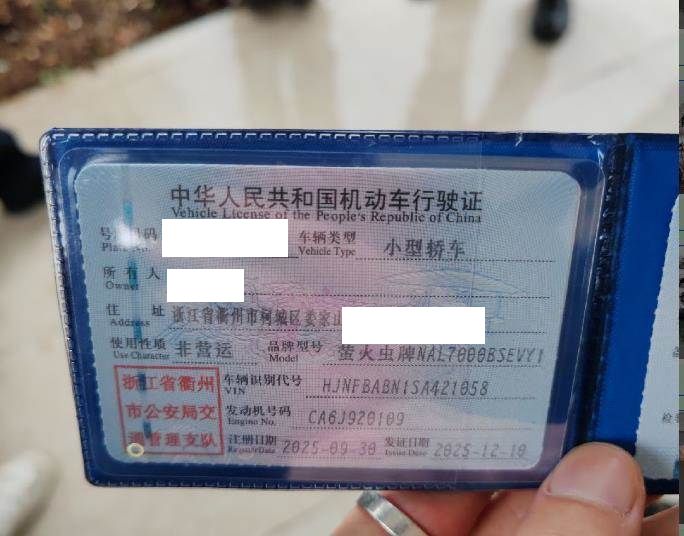 中华人民共和国机动车行驶证
Vehicle License of the People's Republic of China
号 码 车辆类型 小型轿车
Plate No. Vehicle Type
所 有 人
Owner
住 址 浙江省衢州市柯城区姜家山
Address
使用性质 非营运 品牌型号 萤火虫牌NAL7000BSEVY1
Use Character Model
浙江省衢州 车辆识别代号 HJNFBABN1SA421058
VIN
市公安局交 发动机号码 CA6J920109
Engine No.
通管理支队 注册日期 2025-09-30 发证日期 2025-12-10
Register Date Issue Date